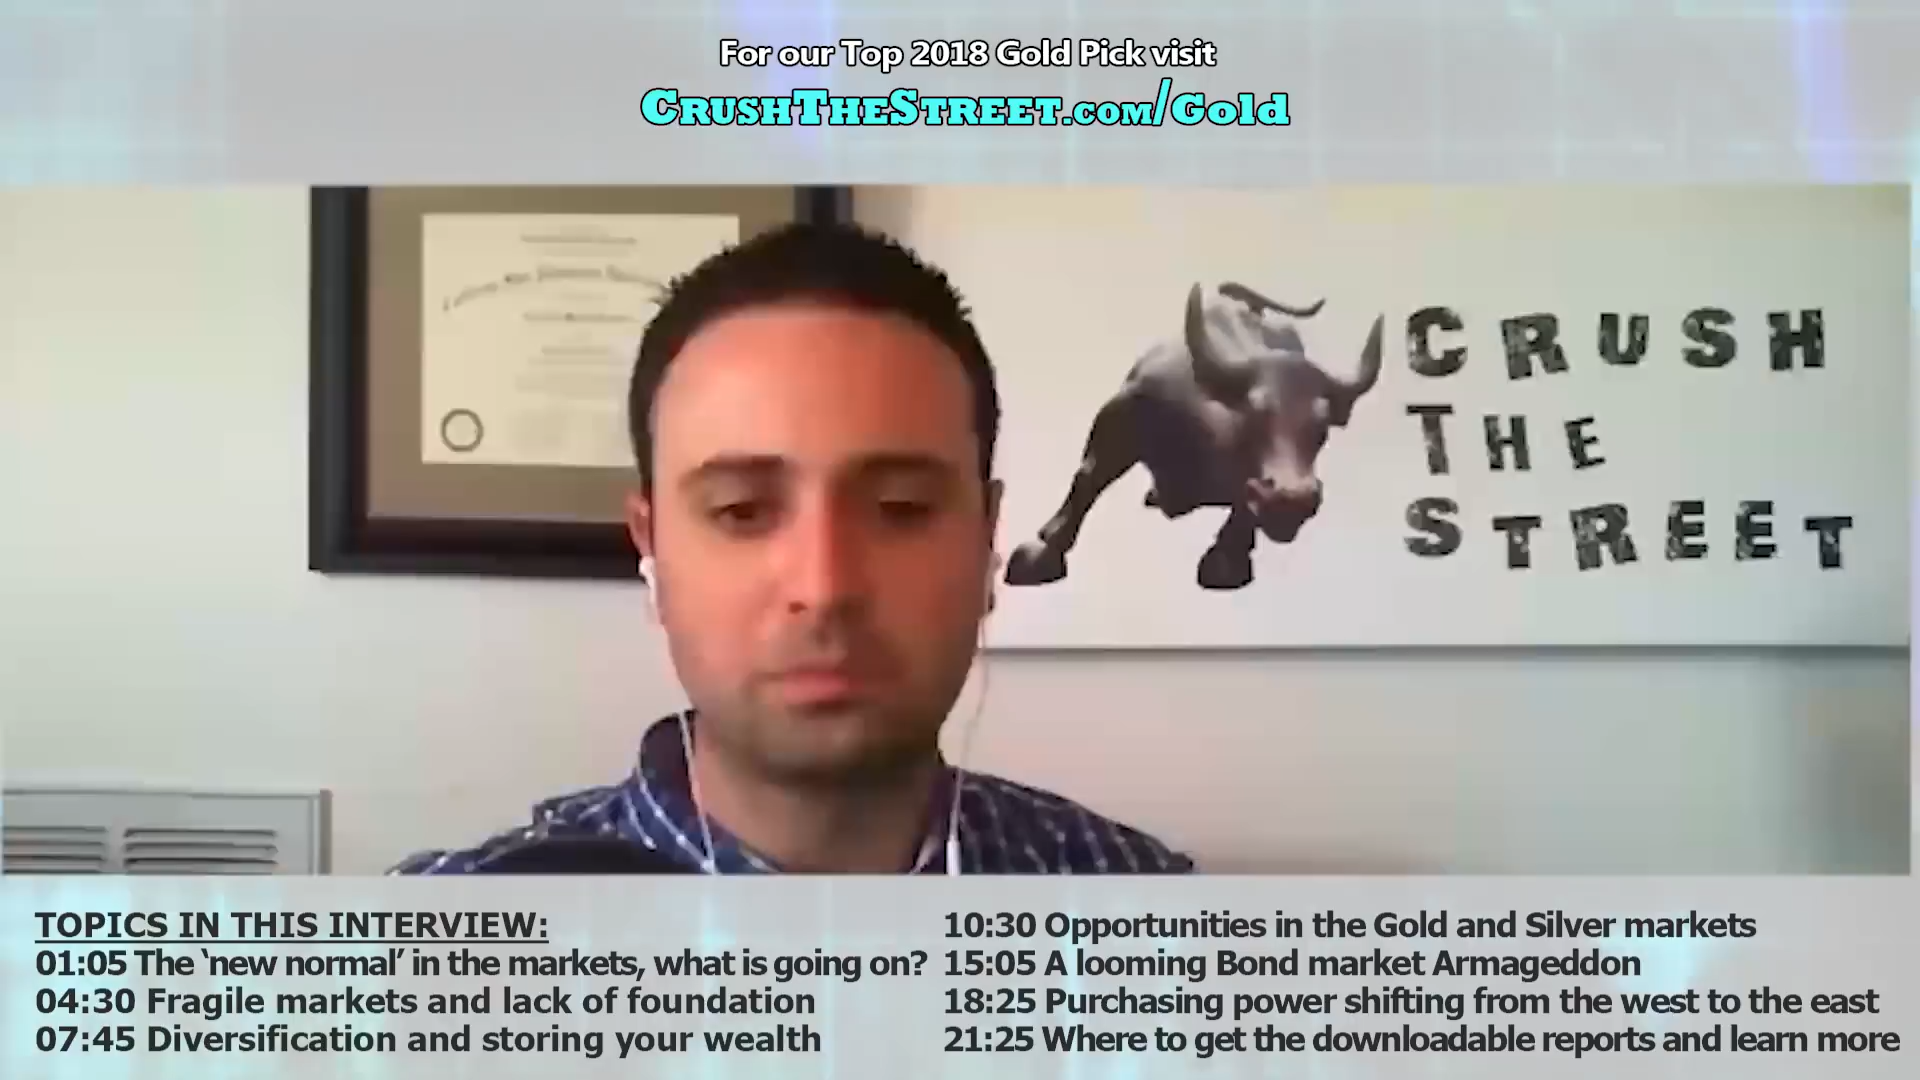 For our Top 2018 Gold Pick visit
CRUSHTHESTREET.COM/Gold
CRUSH
THE
STREET
TOPICS IN THIS INTERVIEW:
01:05 The ‘new normal’ in the markets, what is going on?
04:30 Fragile markets and lack of foundation
07:45 Diversification and storing your wealth
10:30 Opportunities in the Gold and Silver markets
15:05 A looming Bond market Armageddon
18:25 Purchasing power shifting from the west to the east
21:25 Where to get the downloadable reports and learn more